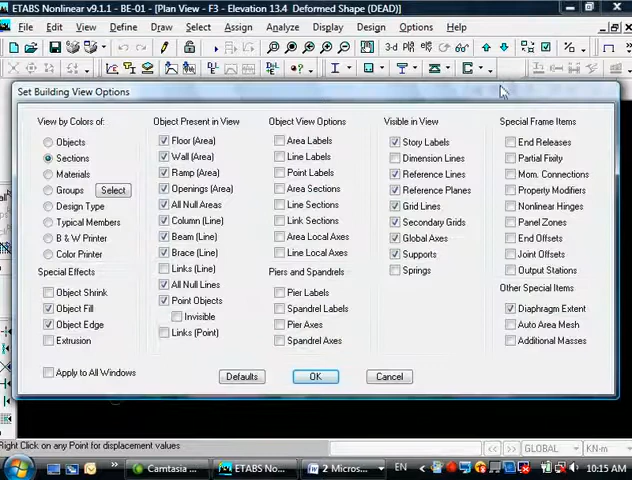 ETABS Nonlinear v9.1.1 - BE-01 - [Plan View - F3 - Elevation 13.4 Deformed Shape (DEAD)]
File Edit View Define Draw Select Assign Analyze Display Design Options Help
3-d
Set Building View Options
View by Colors of:
Objects
Sections
Materials
Groups Select
Design Type
Typical Members
B & W Printer
Color Printer
Special Effects
Object Shrink
Object Fill
Object Edge
Extrusion
Apply to All Windows
Object Present in View
Floor (Area)
Wall (Area)
Ramp (Area)
Openings (Area)
All Null Areas
Column (Line)
Beam (Line)
Brace (Line)
Links (Line)
All Null Lines
Point Objects
Invisible
Links (Point)
Object View Options
Area Labels
Line Labels
Point Labels
Area Sections
Line Sections
Link Sections
Area Local Axes
Line Local Axes
Piers and Spandrels
Pier Labels
Spandrel Labels
Pier Axes
Spandrel Axes
Visible in View
Story Labels
Dimension Lines
Reference Lines
Reference Planes
Grid Lines
Secondary Grids
Global Axes
Supports
Springs
Special Frame Items
End Releases
Partial Fixity
Mom. Connections
Property Modifiers
Nonlinear Hinges
Panel Zones
End Offsets
Joint Offsets
Output Stations
Other Special Items
Diaphragm Extent
Auto Area Mesh
Additional Masses
Defaults OK Cancel
Right Click on any Point for displacement values
<< >> GLOBAL KN-m
Camtasia ... ETABS No... 2 Micros... EN 10:15 AM